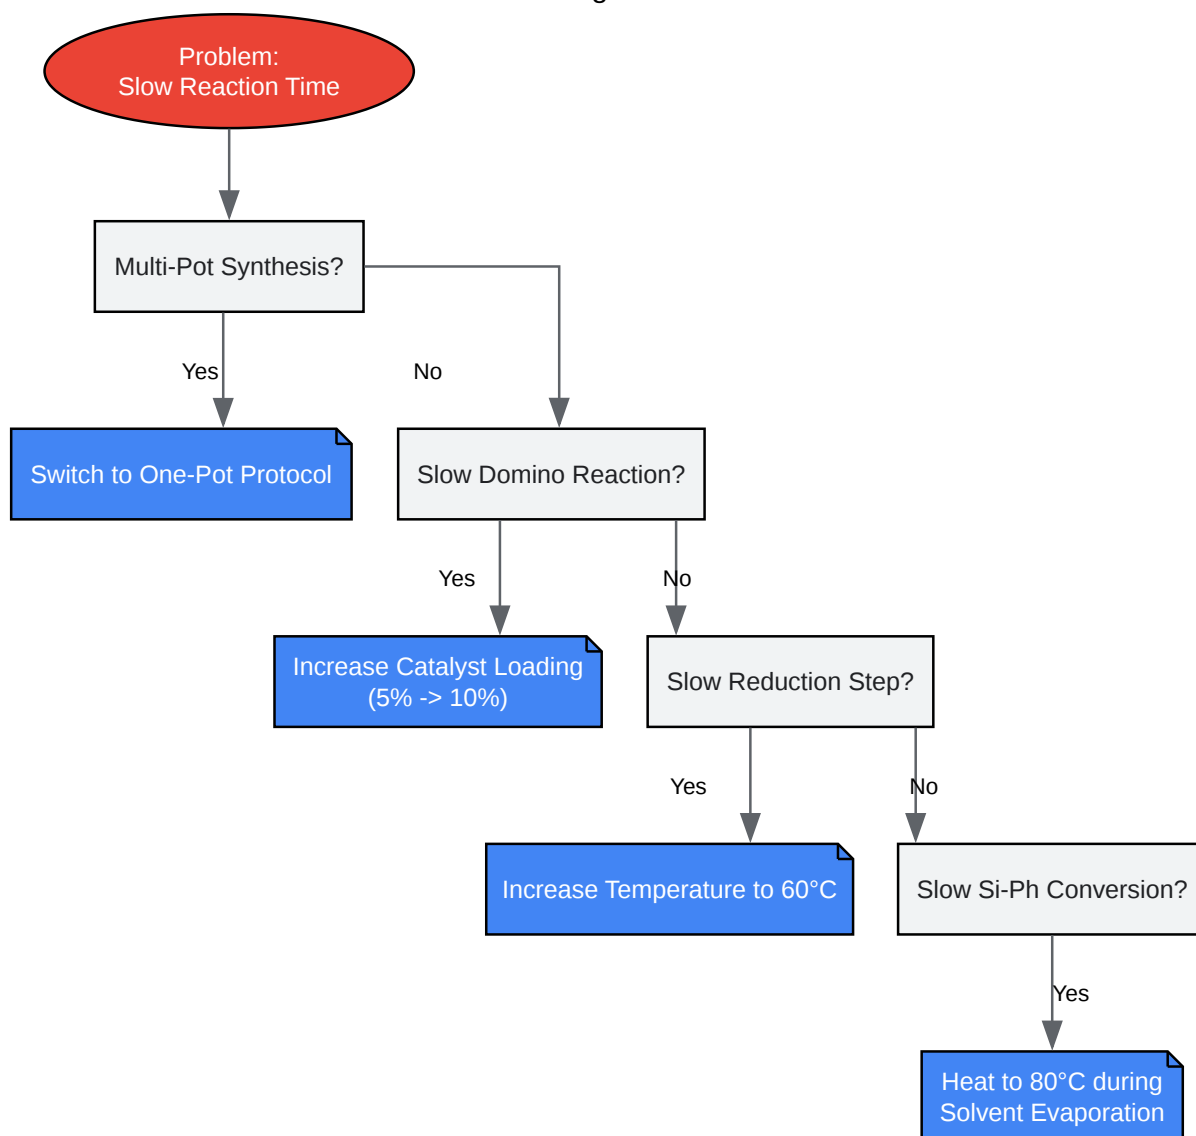 Problem:
Slow Reaction Time
Multi-Pot Synthesis?
Yes
No
Switch to One-Pot Protocol
Slow Domino Reaction?
Yes
No
Increase Catalyst Loading
(5% -> 10%)
Slow Reduction Step?
Yes
No
Increase Temperature to 60°C
Slow Si-Ph Conversion?
Yes
Heat to 80°C during
Solvent Evaporation